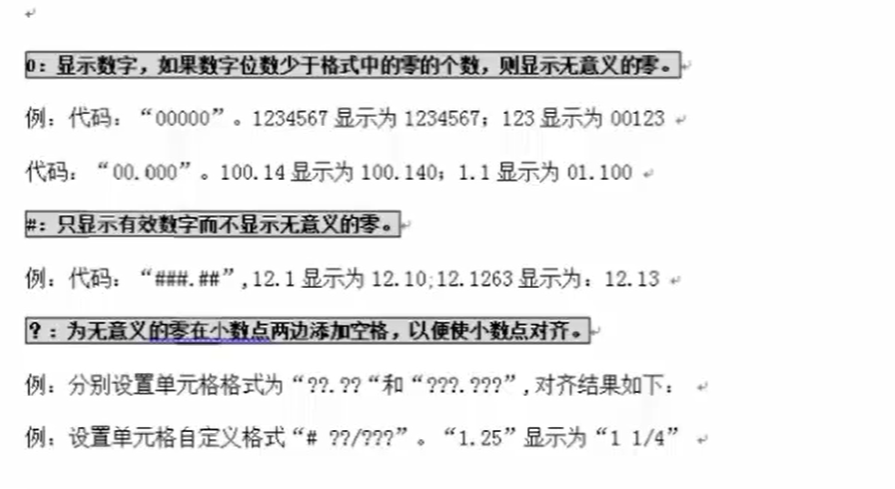 0：显示数字，如果数字位数少于格式中的零的个数，则显示无意义的零。
例：代码：“00000”。1234567 显示为 1234567；123 显示为 00123
代码：“00.000”。100.14 显示为 100.140；1.1 显示为 01.100
#：只显示有效数字而不显示无意义的零。
例：代码：“###.##”,12.1 显示为 12.10;12.1263 显示为：12.13
？：为无意义的零在小数点两边添加空格，以便使小数点对齐。
例：分别设置单元格格式为“??.??“和“???.???”,对齐结果如下：
例：设置单元格自定义格式“# ??/???”。“1.25”显示为“1 1/4”